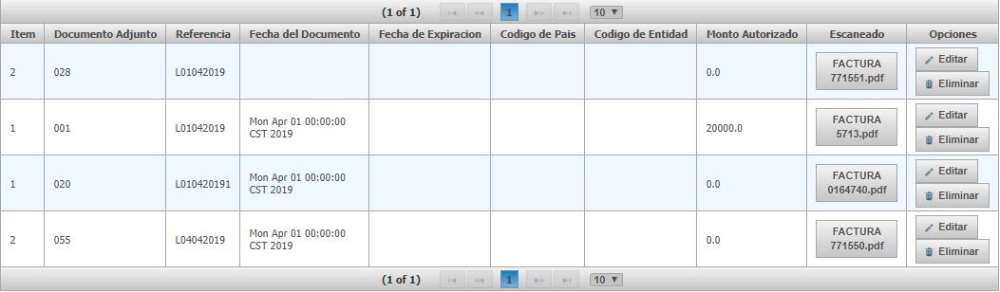 (1 of 1) 1 10
Item Documento Adjunto Referencia Fecha del Documento Fecha de Expiracion Codigo de Pais Codigo de Entidad Monto Autorizado Escaneado Opciones
2 028 L01042019 0.0 FACTURA 771551.pdf Editar Eliminar
1 001 L01042019 Mon Apr 01 00:00:00 CST 2019 20000.0 FACTURA 5713.pdf Editar Eliminar
1 020 L010420191 Mon Apr 01 00:00:00 CST 2019 0.0 FACTURA 0164740.pdf Editar Eliminar
2 055 L04042019 Mon Apr 01 00:00:00 CST 2019 0.0 FACTURA 771550.pdf Editar Eliminar
(1 of 1) 1 10